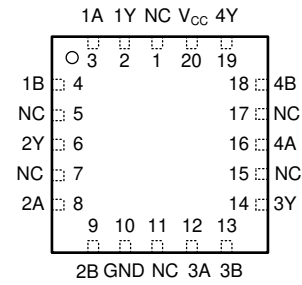 1A 1Y NC VCC 4Y
3 2 1 20 19
1B 4 18 4B
NC 5 17 NC
2Y 6 16 4A
NC 7 15 NC
2A 8 14 3Y
9 10 11 12 13
2B GND NC 3A 3B